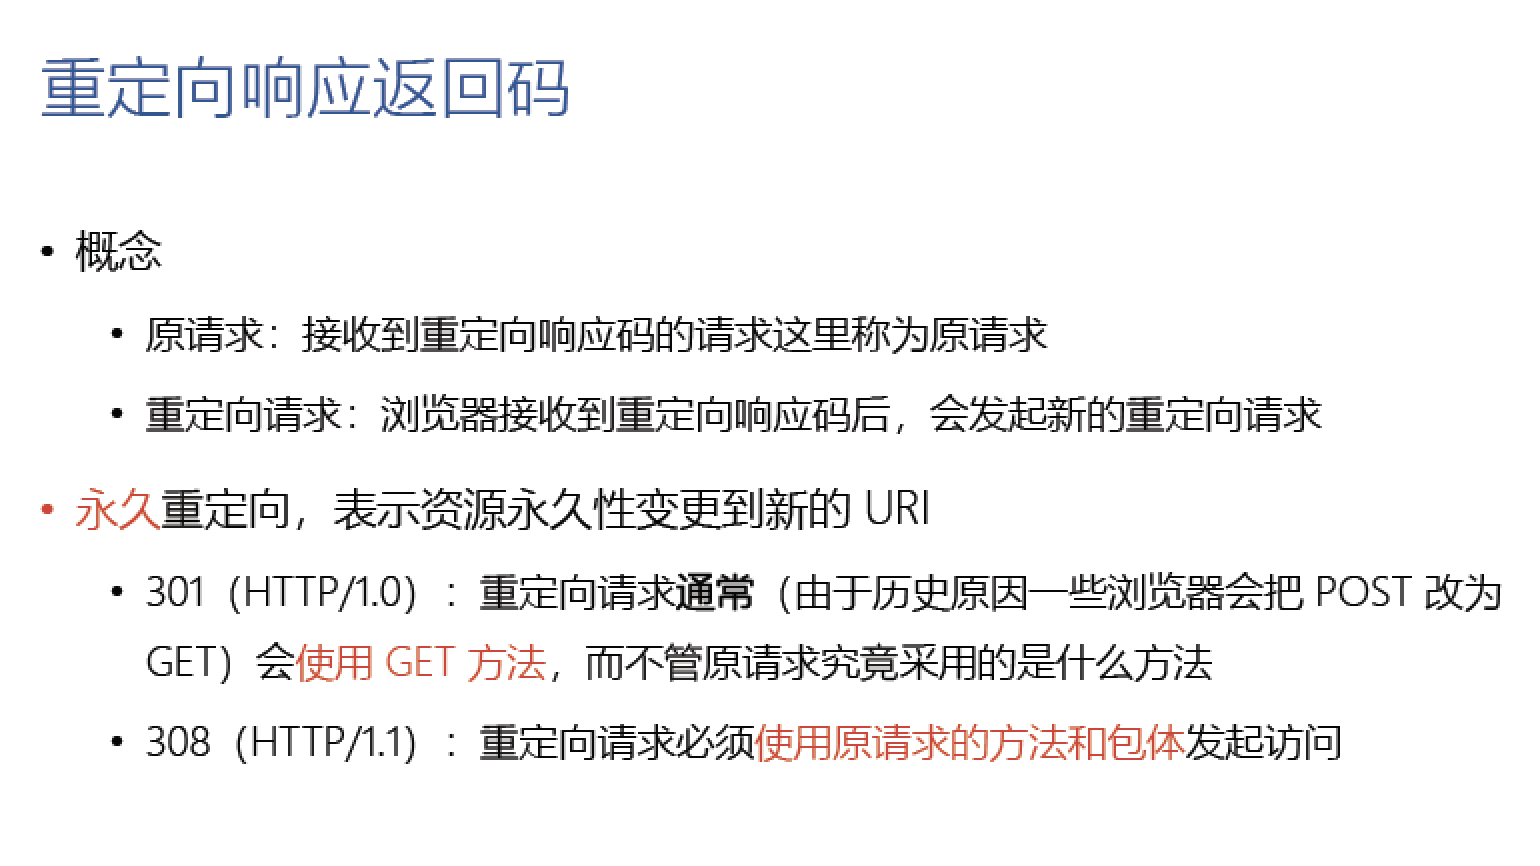 重定向响应返回码
• 概念
• 原请求：接收到重定向响应码的请求这里称为原请求
• 重定向请求：浏览器接收到重定向响应码后，会发起新的重定向请求
• 永久重定向，表示资源永久性变更到新的 URI
• 301（HTTP/1.0）：重定向请求通常（由于历史原因一些浏览器会把 POST 改为
GET）会使用 GET 方法，而不管原请求究竟采用的是什么方法
• 308（HTTP/1.1）：重定向请求必须使用原请求的方法和包体发起访问